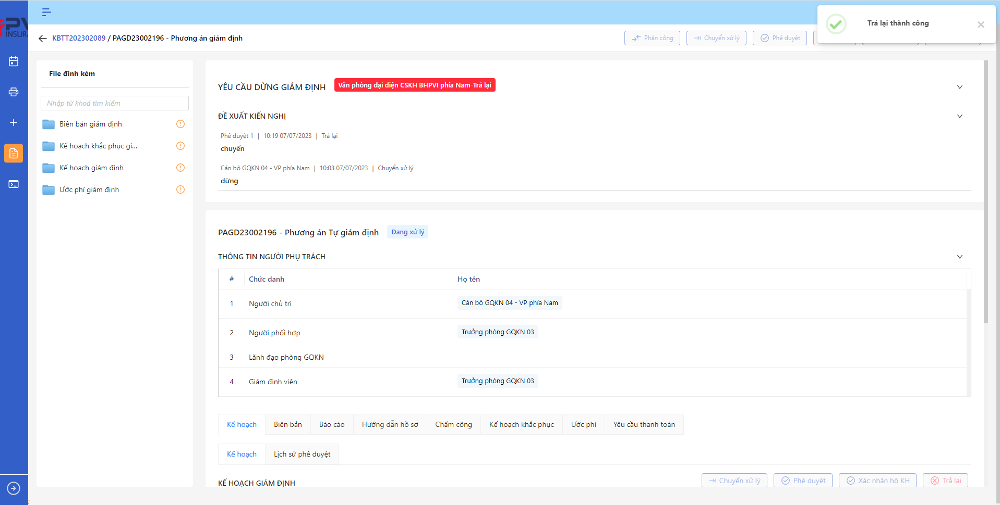 PV
INSURA
Trả lại thành công
KBTT202302089 / PAGD23002196 - Phương án giám định
Phân công
Chuyển xử lý
Phê duyệt
File đính kèm
Nhập từ khoá tìm kiếm
Biên bản giám định
Kế hoạch khắc phục gi...
Kế hoạch giám định
Ước phí giám định
YÊU CẦU DỪNG GIÁM ĐỊNH
Văn phòng đại diện CSKH BHPVI phía Nam-Trả lại
ĐỀ XUẤT KIẾN NGHỊ
Phê duyệt 1 | 10:19 07/07/2023 | Trả lại
chuyển
Cán bộ GQKN 04 - VP phía Nam | 10:03 07/07/2023 | Chuyển xử lý
dừng
PAGD23002196 - Phương án Tự giám định
Đang xử lý
THÔNG TIN NGƯỜI PHỤ TRÁCH
# Chức danh Họ tên
1 Người chủ trì Cán bộ GQKN 04 - VP phía Nam
2 Người phối hợp Trưởng phòng GQKN 03
3 Lãnh đạo phòng GQKN
4 Giám định viên Trưởng phòng GQKN 03
Kế hoạch Biên bản Báo cáo Hướng dẫn hồ sơ Chấm công Kế hoạch khắc phục Ước phí Yêu cầu thanh toán
Kế hoạch Lịch sử phê duyệt
KẾ HOẠCH GIÁM ĐỊNH
Chuyển xử lý
Phê duyệt
Xác nhận hộ KH
Trả lại
;